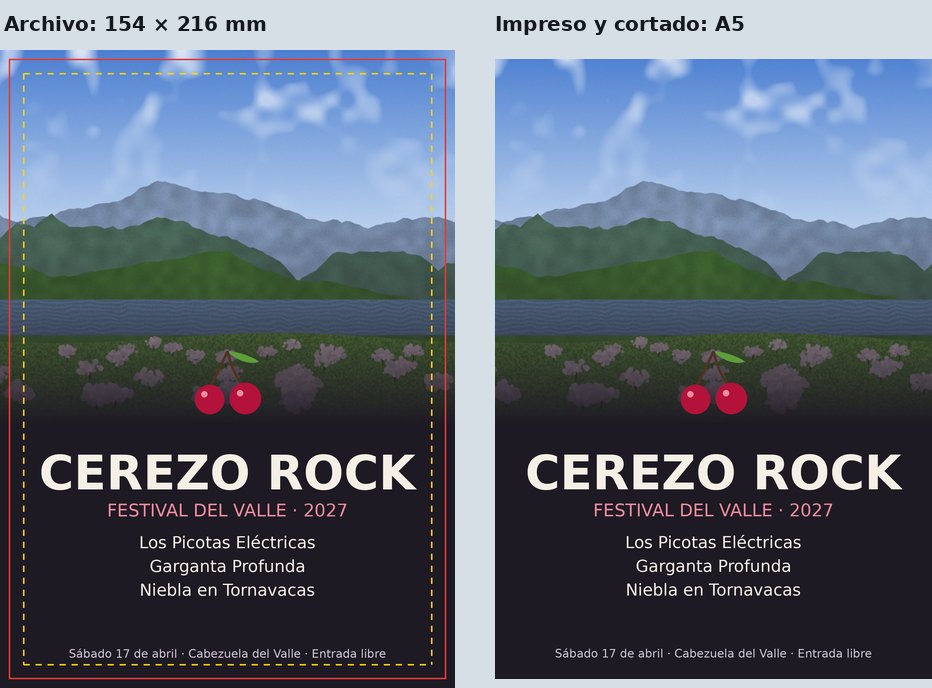 Archivo: 154 × 216 mm
CEREZO ROCK
FESTIVAL DEL VALLE · 2027
Los Picotas Eléctricas
Garganta Profunda
Niebla en Tornavacas
Sábado 17 de abril · Cabezuela del Valle · Entrada libre
Impreso y cortado: A5
CEREZO ROCK
FESTIVAL DEL VALLE · 2027
Los Picotas Eléctricas
Garganta Profunda
Niebla en Tornavacas
Sábado 17 de abril · Cabezuela del Valle · Entrada libre